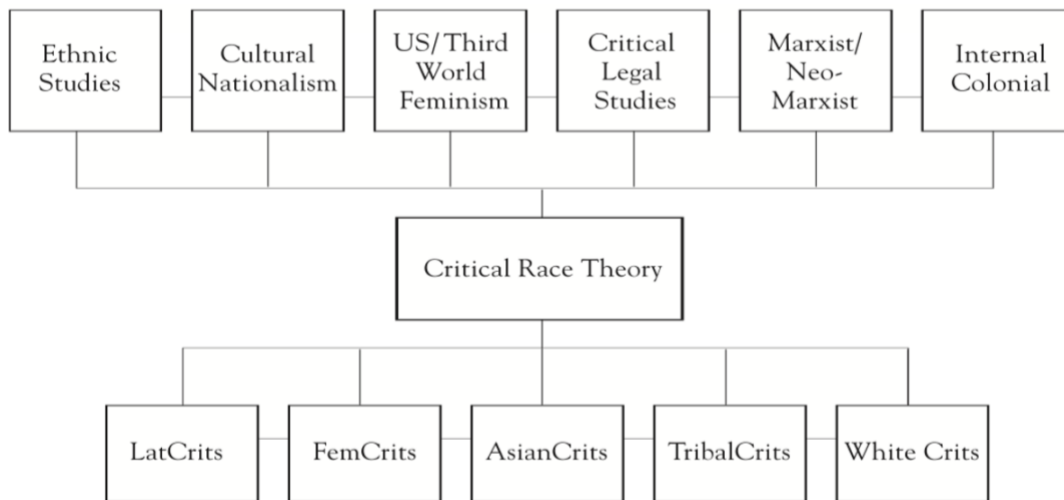 Ethnic
Studies
Cultural
Nationalism
US/Third
World
Feminism
Critical
Legal
Studies
Marxist/
Neo-
Marxist
Internal
Colonial
Critical Race Theory
LatCrits
FemCrits
AsianCrits
TribalCrits
White Crits